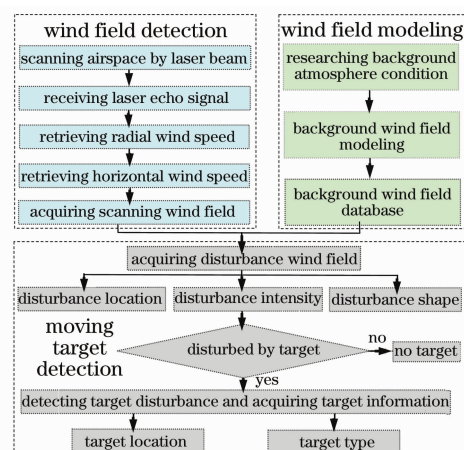 wind field detection
scanning airspace by laser beam
receiving laser echo signal
retrieving radial wind speed
retrieving horizontal wind speed
acquiring scanning wind field
wind field modeling
researching background
atmosphere condition
background wind field
modeling
background wind field
database
acquiring disturbance wind field
disturbance location
disturbance intensity
disturbance shape
moving
target
detection
disturbed by target
no
no target
yes
detecting target disturbance and acquiring target information
target location
target type